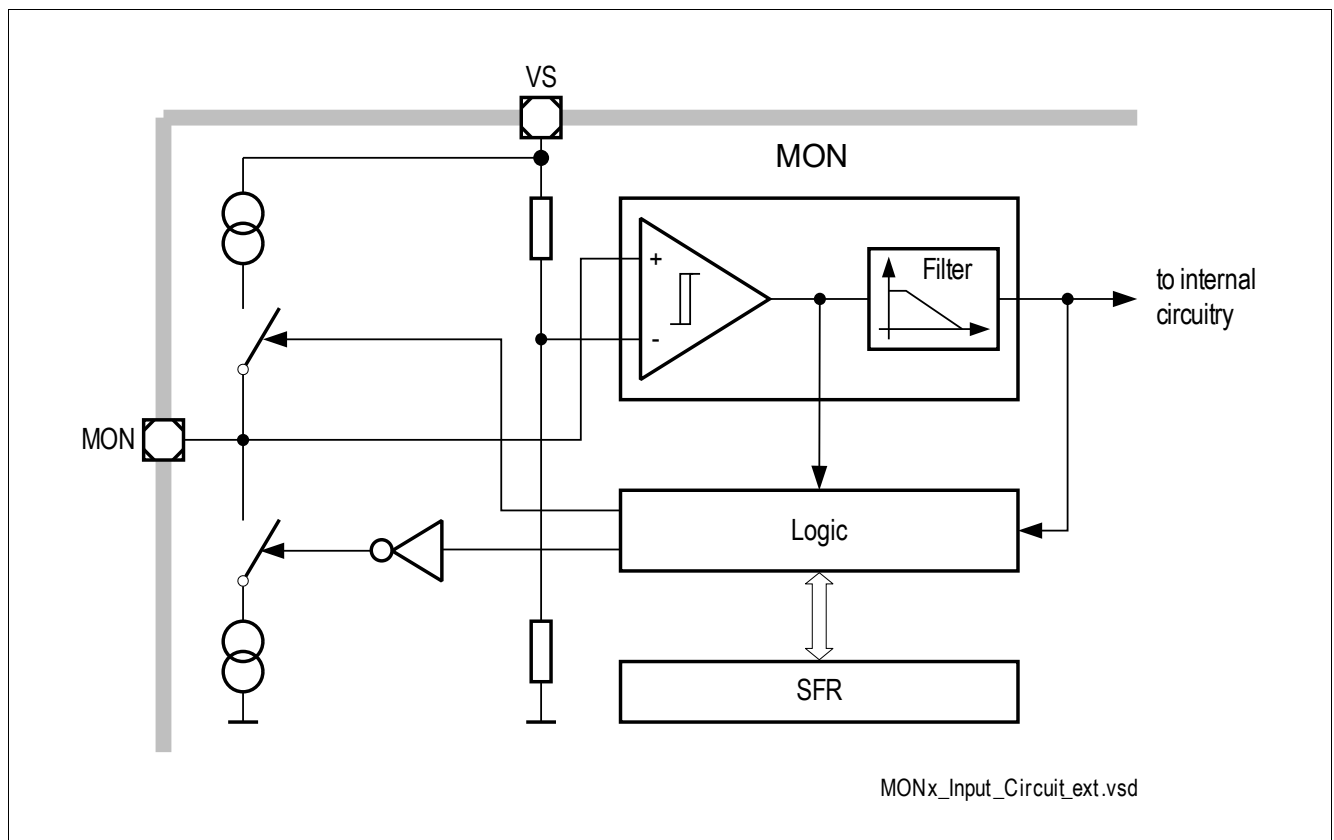 VS
MON
+
-
Filter
to internal
circuitry
MON
Logic
SFR
MONx_Input_Circuit_ext.vsd